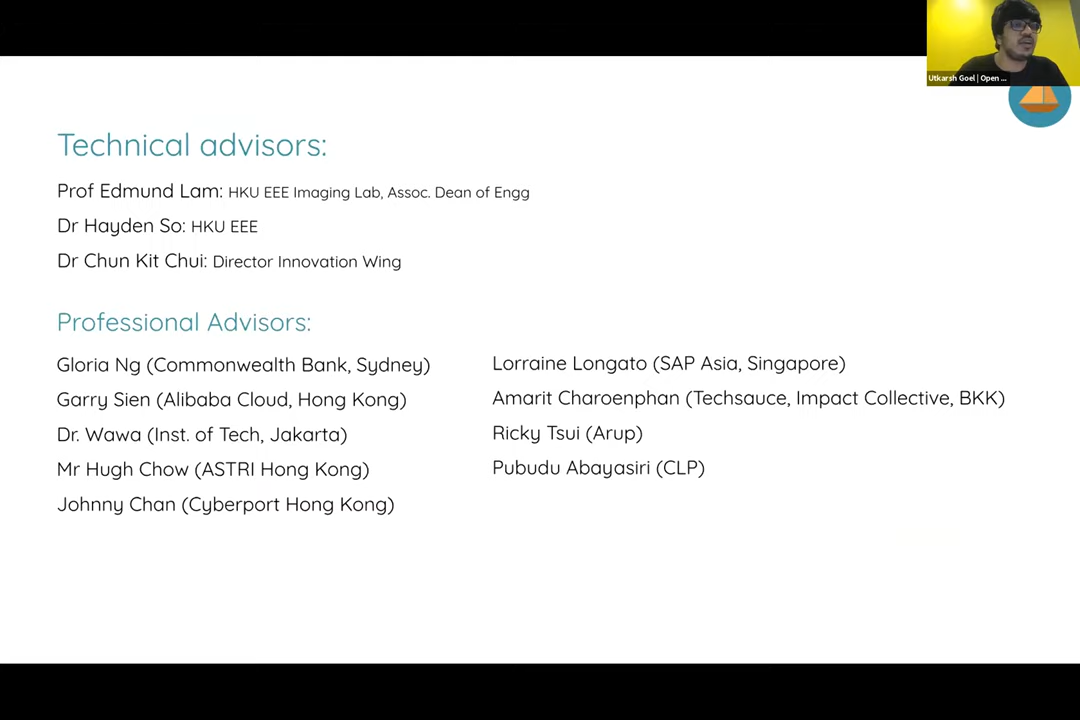 Utkarsh Goel | Open ...
Technical advisors:
Prof Edmund Lam: HKU EEE Imaging Lab, Assoc. Dean of Engg
Dr Hayden So: HKU EEE
Dr Chun Kit Chui: Director Innovation Wing
Professional Advisors:
Gloria Ng (Commonwealth Bank, Sydney)
Garry Sien (Alibaba Cloud, Hong Kong)
Dr. Wawa (Inst. of Tech, Jakarta)
Mr Hugh Chow (ASTRI Hong Kong)
Johnny Chan (Cyberport Hong Kong)
Lorraine Longato (SAP Asia, Singapore)
Amarit Charoenphan (Techsauce, Impact Collective, BKK)
Ricky Tsui (Arup)
Pubudu Abayasiri (CLP)